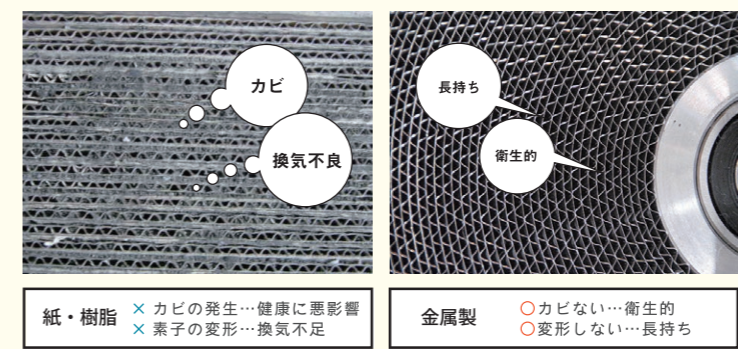 カビ
換気不良
長持ち
衛生的
紙・樹脂
× カビの発生…健康に悪影響
× 素子の変形…換気不足
金属製
○カビない…衛生的
○変形しない…長持ち